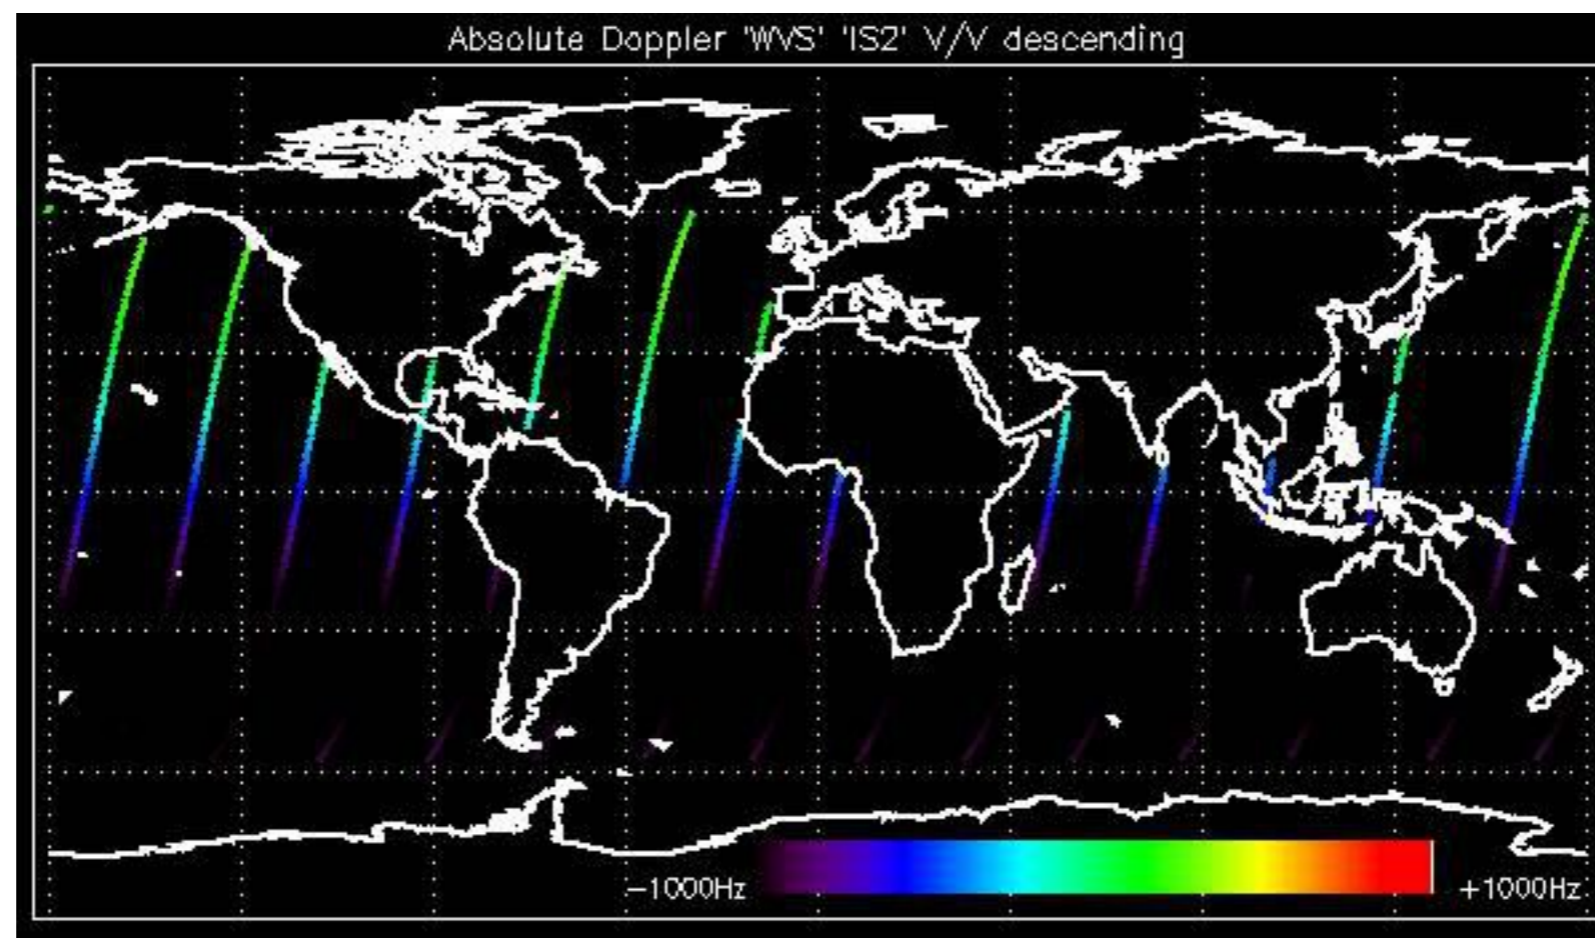 Absolute Doppler 'WVS' 'IS2' V/V descending
−1000Hz
+1000Hz